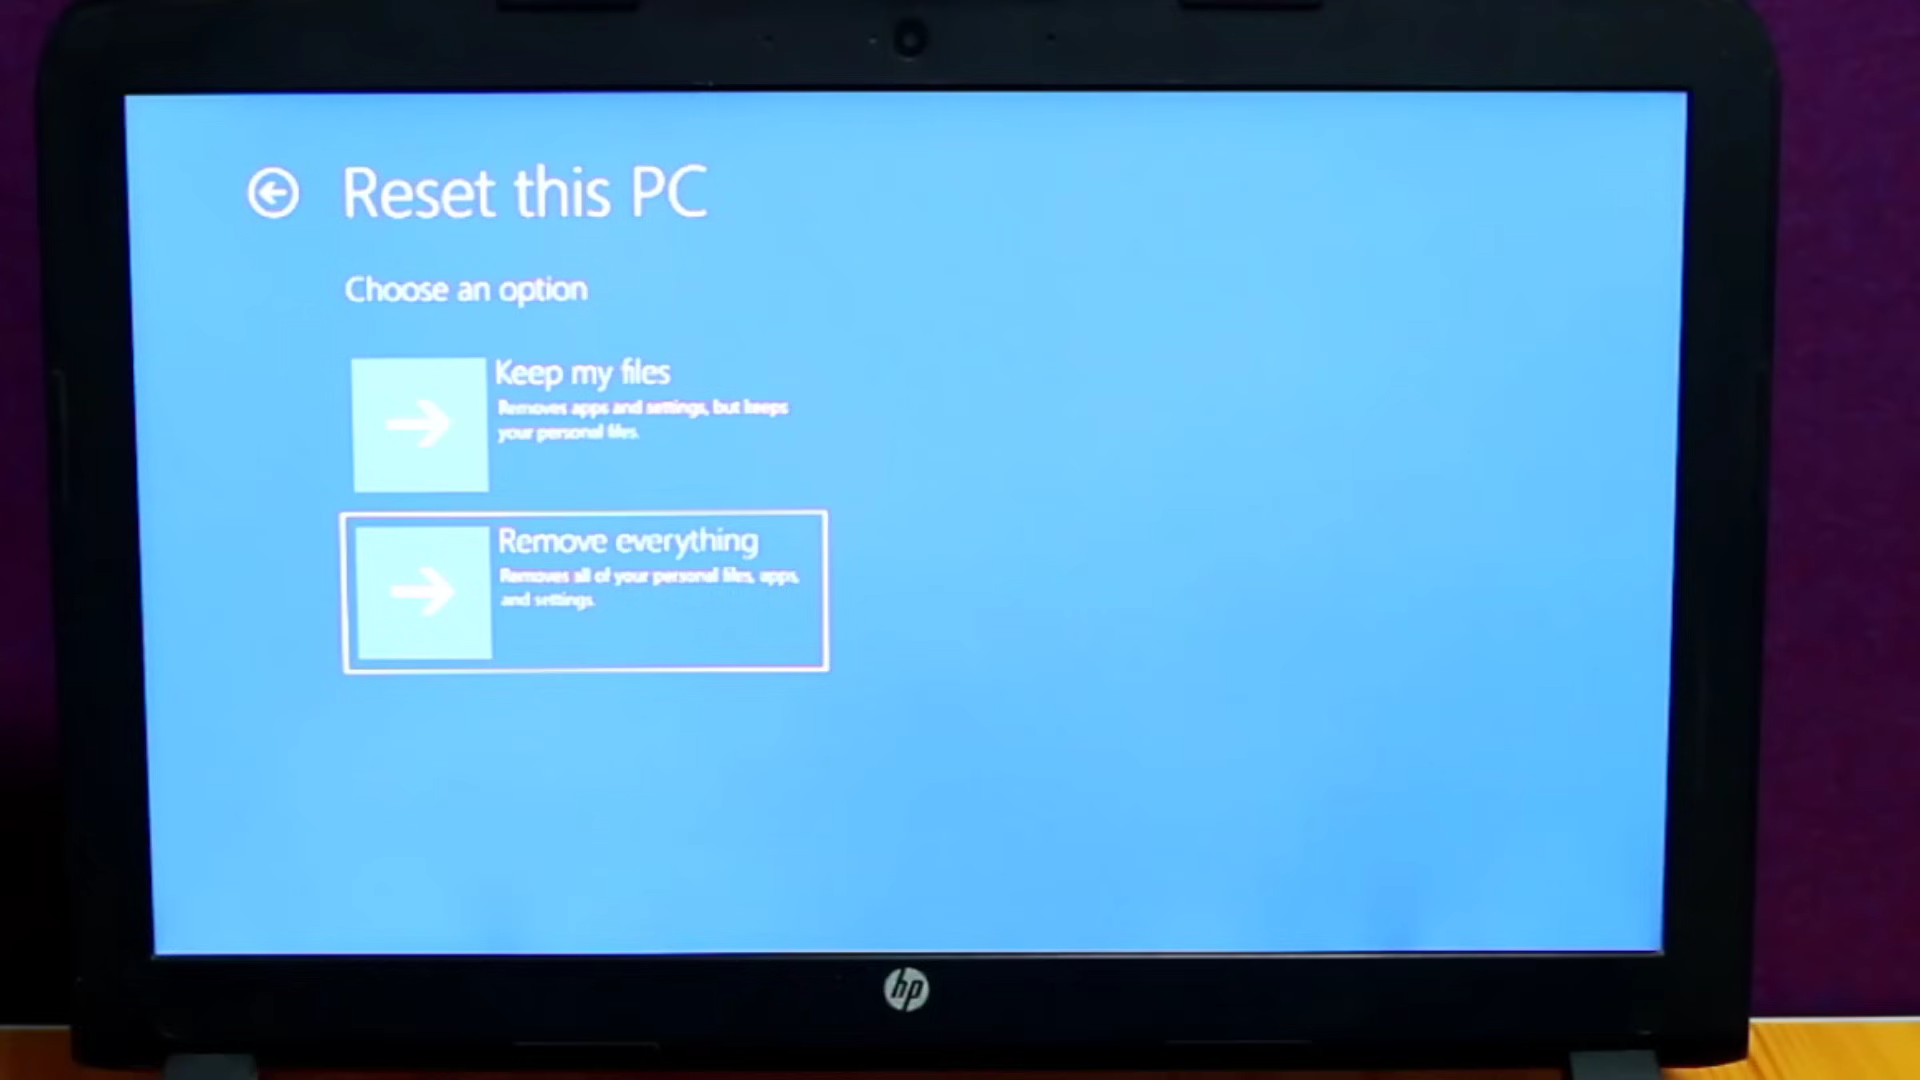 Reset this PC
Choose an option
Keep my files
Removes apps and settings, but keeps
your personal files.
Remove everything
Removes all of your personal files, apps,
and settings.
hp